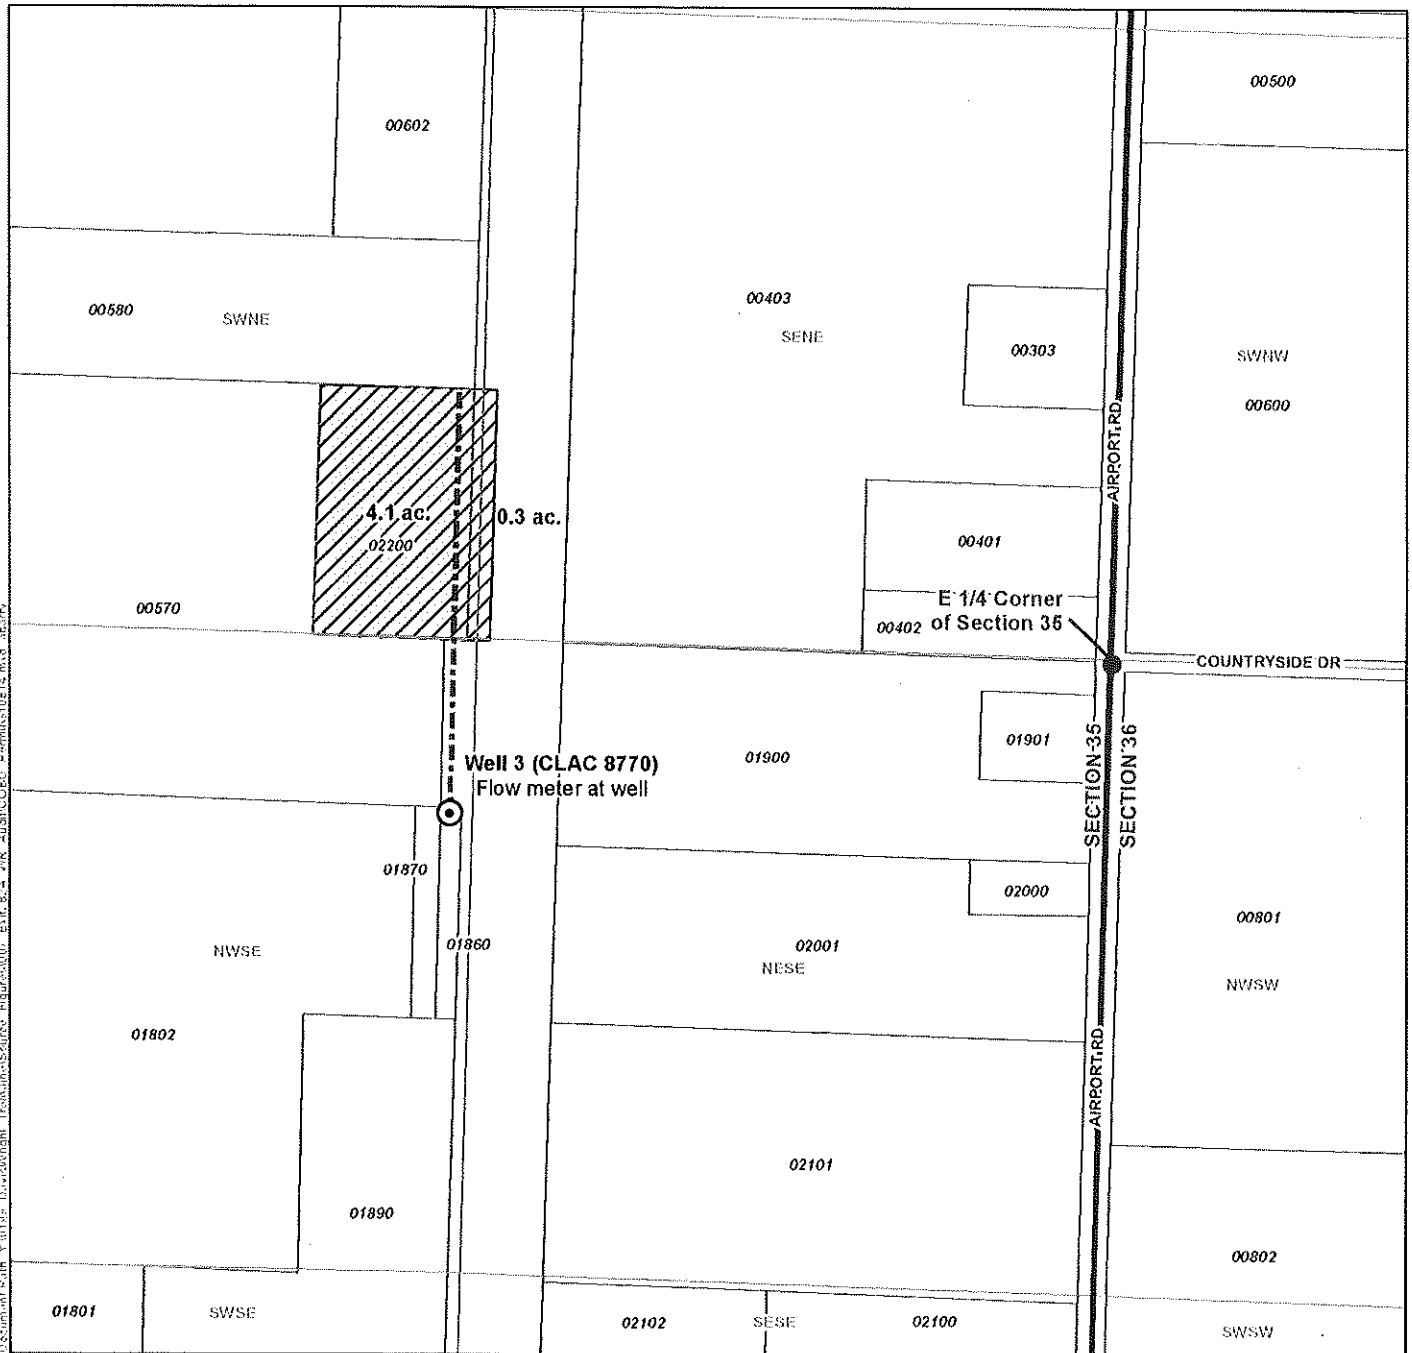 00500
00602
00403
00580
SWNE
SENE
00303
SWNW
00600
AIRPORT RD
4.1 ac.
0.3 ac.
02200
00401
00570
E 1/4 Corner
of Section 35
00402
COUNTRYSIDE DR
Well 3 (CLAC 8770)
Flow meter at well
01900
01901
SECTION 35
SECTION 36
01870
02000
00801
01860
02001
NWSE
NESE
NWSW
01802
AIRPORT RD
02101
01890
00802
01801
SWSE
02102
SESE
02100
SWSW